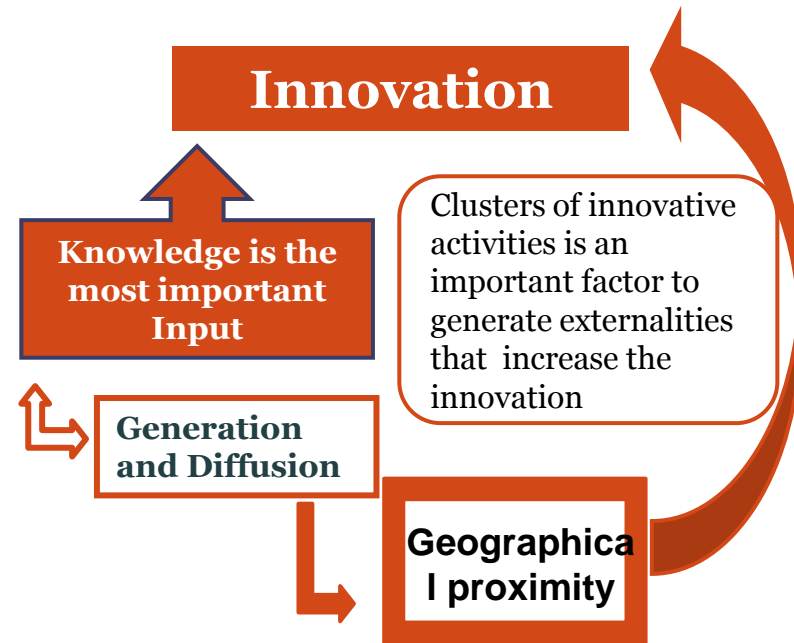 Innovation
Knowledge is the
most important
Input
Clusters of innovative
activities is an
important factor to
generate externalities
that increase the
innovation
Generation
and Diffusion
Geographica
l proximity